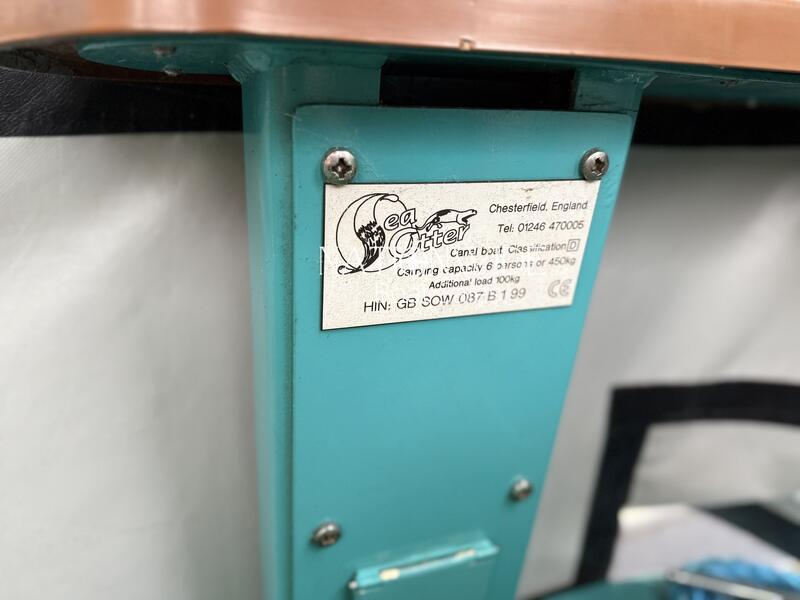 Sea
Otter
Chesterfield, England
Tel: 01246 470005
Canal boat. Classification D
Carrying capacity 6 persons or 450kg
Additional load 100kg
HIN: GB SOW 087 B 1 99
CE